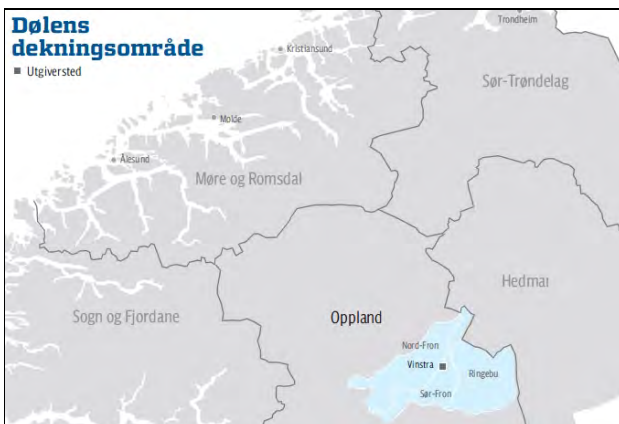 Dølens
dekningsområde
Utgiversted
Trondheim
Kristiansund
Sør-Trøndelag
Molde
Ålesund
Møre og Romsdal
Hedmar
Sogn og Fjordane
Oppland
Nord-Fron
Vinstra
Ringebu
Sør-Fron